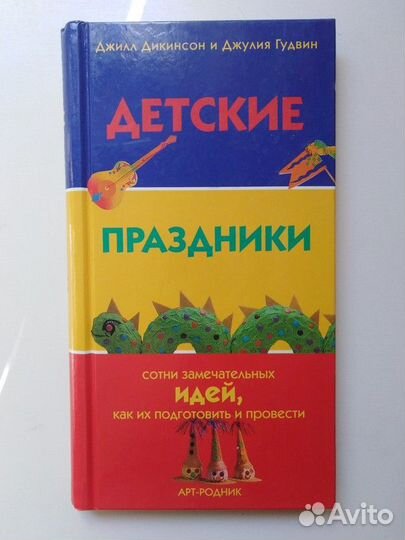 Джилл Дикинсон и Джулия Гудвин
ДЕТСКИЕ
ПРАЗДНИКИ
сотни замечательных
идей,
как их подготовить и провести
АРТ-РОДНИК
Avito